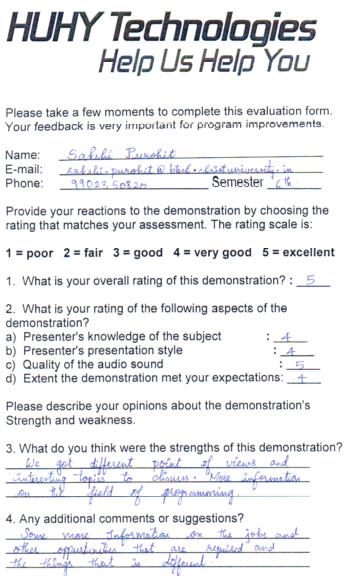 HUHY Technologies
Help Us Help You
Please take a few moments to complete this evaluation form.
Your feedback is very important for program improvements.
Name: Sakshi Purohit
E-mail: sakshi.purohit@btech.christuniversity.in
Phone: Semester 6th
Provide your reactions to the demonstration by choosing the
rating that matches your assessment. The rating scale is:
1 = poor 2 = fair 3 = good 4 = very good 5 = excellent
1. What is your overall rating of this demonstration? : 5
2. What is your rating of the following aspects of the
demonstration?
a) Presenter's knowledge of the subject : 4
b) Presenter's presentation style : 4
c) Quality of the audio sound : 5
d) Extent the demonstration met your expectations: 4
Please describe your opinions about the demonstration's
Strength and weakness.
3. What do you think were the strengths of this demonstration?
We got different point of views and
interesting topics to discuss. More information
on the field of programming.
4. Any additional comments or suggestions?
Some more Information on the jobs and
other oppurtunities that are required and
the things that is different.